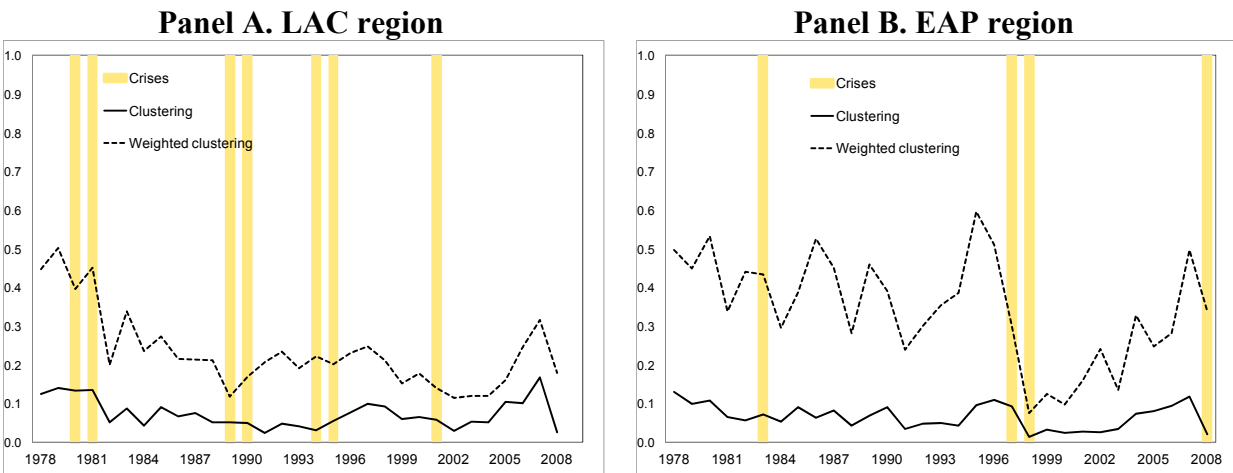 Panel A. LAC region
1.0
0.9
0.8
0.7
0.6
0.5
0.4
0.3
0.2
0.1
0.0
Crises
Clustering
Weighted clustering
1978 1981 1984 1987 1990 1993 1996 1999 2002 2005 2008
Panel B. EAP region
1.0
0.9
0.8
0.7
0.6
0.5
0.4
0.3
0.2
0.1
0.0
Crises
Clustering
Weighted clustering
1978 1981 1984 1987 1990 1993 1996 1999 2002 2005 2008